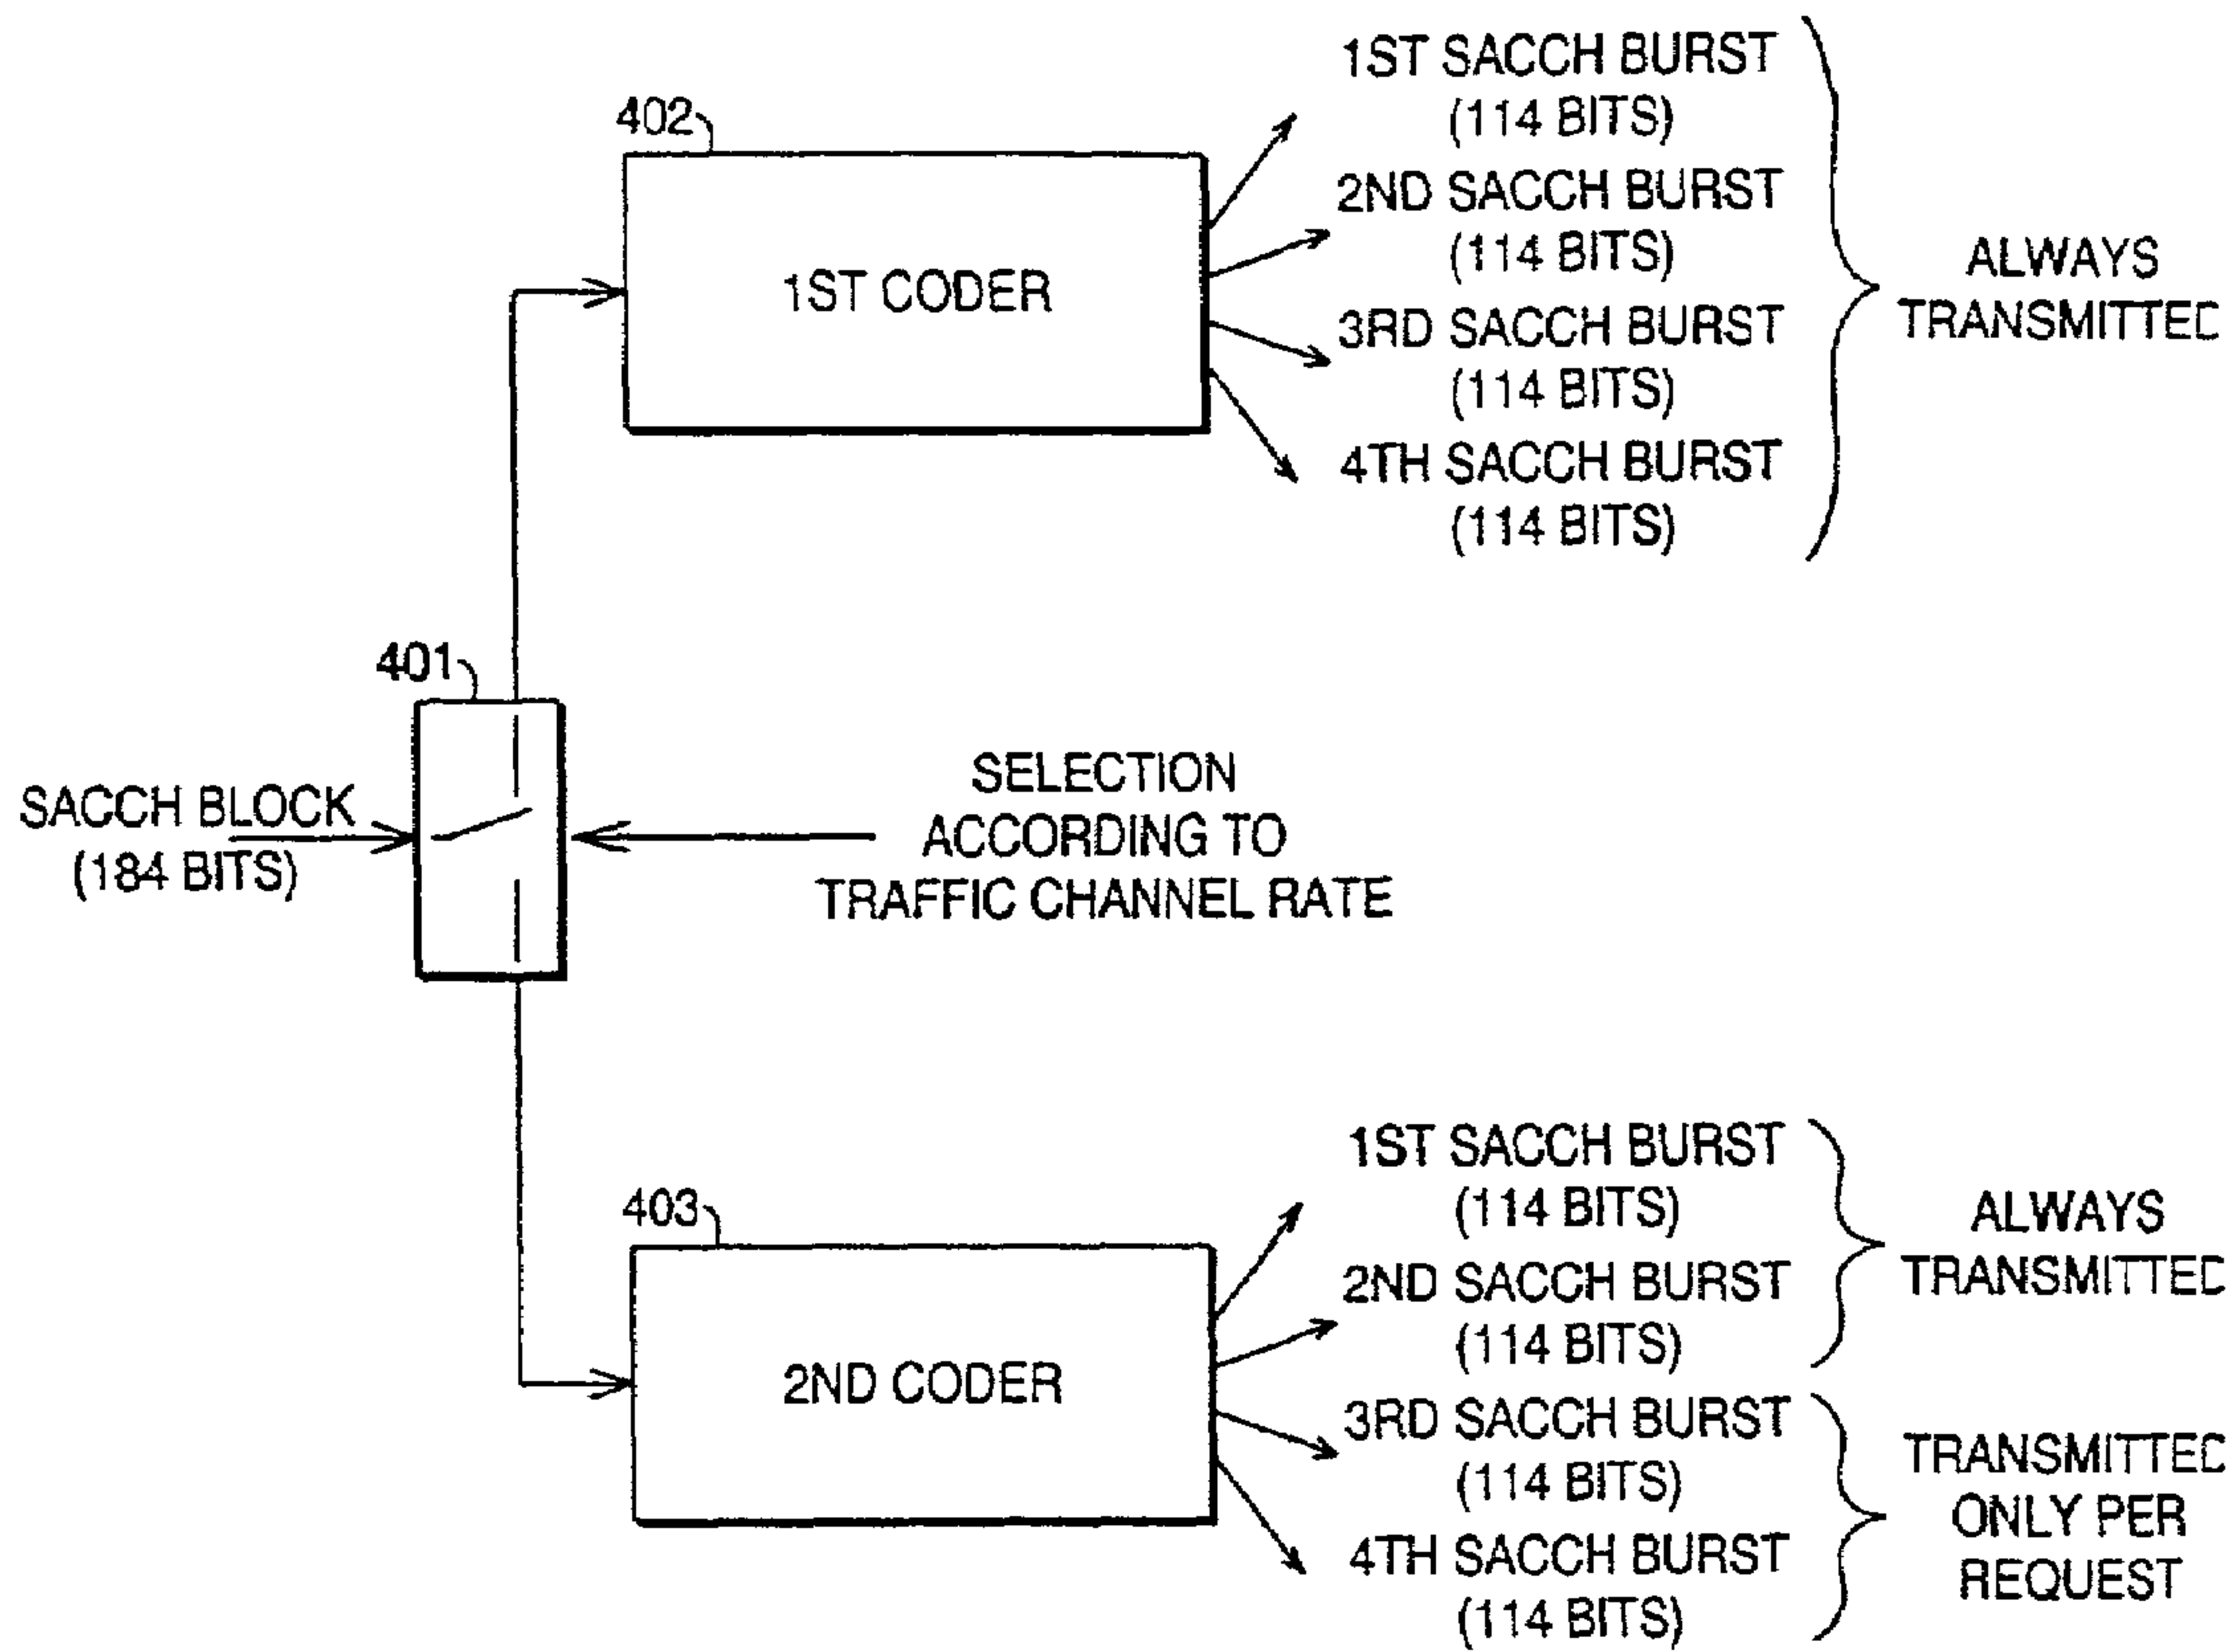 1ST SACCH BURST
(114 BITS)
402
2ND SACCH BURST
(114 BITS)
1ST CODER
ALWAYS
TRANSMITTED
3RD SACCH BURST
(114 BITS)
4TH SACCH BURST
(114 BITS)
401
SACCH BLOCK
(184 BITS)
SELECTION
ACCORDING TO
TRAFFIC CHANNEL RATE
1ST SACCH BURST
(114 BITS)
403
2ND SACCH BURST
(114 BITS)
ALWAYS
TRANSMITTED
2ND CODER
3RD SACCH BURST
(114 BITS)
4TH SACCH BURST
(114 BITS)
TRANSMITTED
ONLY PER
REQUEST